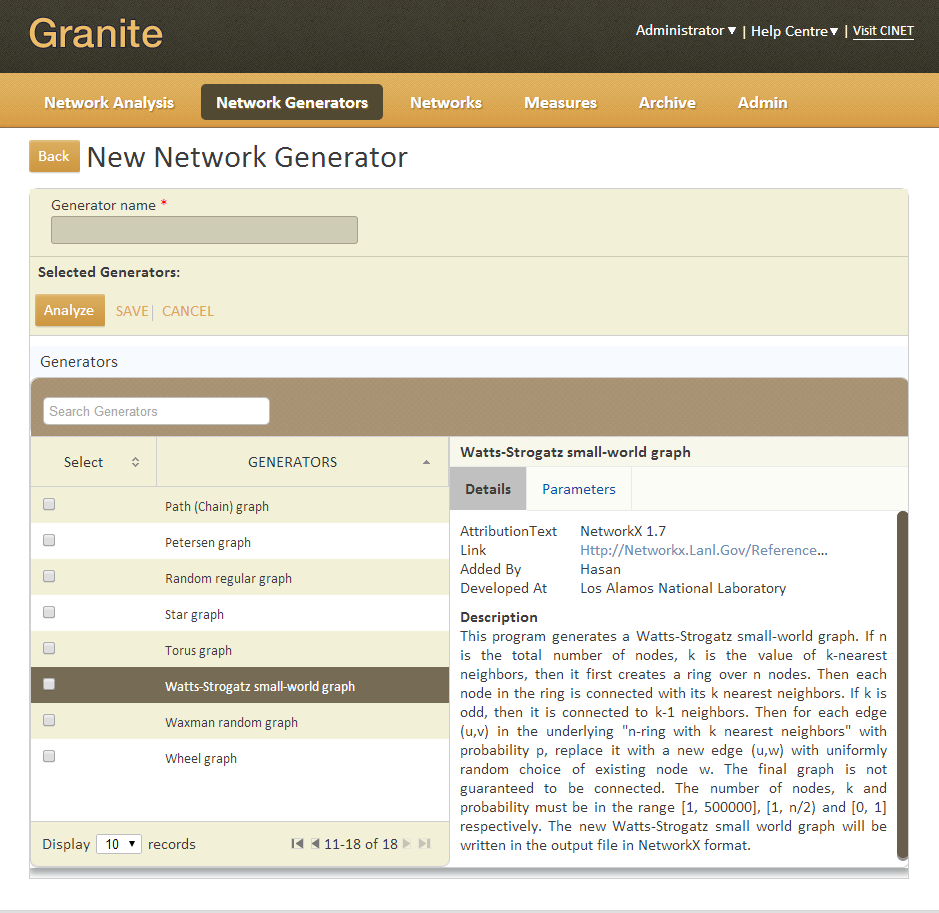 Granite
Administrator ▼ | Help Centre▼ | Visit CINET
Network Analysis Network Generators Networks Measures Archive Admin
Back New Network Generator
Generator name *
Selected Generators:
Analyze SAVE| CANCEL
Generators
Search Generators
Select GENERATORS
Path (Chain) graph
Petersen graph
Random regular graph
Star graph
Torus graph
Watts-Strogatz small-world graph
Waxman random graph
Wheel graph
Display 10 ▼ records 11-18 of 18
Watts-Strogatz small-world graph
Details Parameters
AttributionText NetworkX 1.7
Link Http://Networkx.Lanl.Gov/Reference...
Added By Hasan
Developed At Los Alamos National Laboratory
Description
This program generates a Watts-Strogatz small-world graph. If n
is the total number of nodes, k is the value of k-nearest
neighbors, then it first creates a ring over n nodes. Then each
node in the ring is connected with its k nearest neighbors. If k is
odd, then it is connected to k-1 neighbors. Then for each edge
(u,v) in the underlying "n-ring with k nearest neighbors" with
probability p, replace it with a new edge (u,w) with uniformly
random choice of existing node w. The final graph is not
guaranteed to be connected. The number of nodes, k and
probability must be in the range [1, 500000], [1, n/2) and [0, 1]
respectively. The new Watts-Strogatz small world graph will be
written in the output file in NetworkX format.